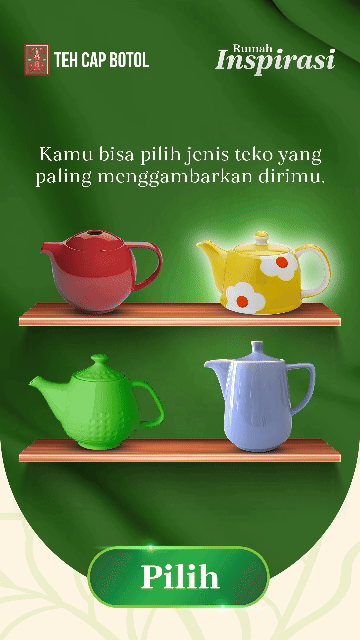 TEH CAP BOTOL
Rumah
Inspirasi
Kamu bisa pilih jenis teko yang
paling menggambarkan dirimu.
Pilih